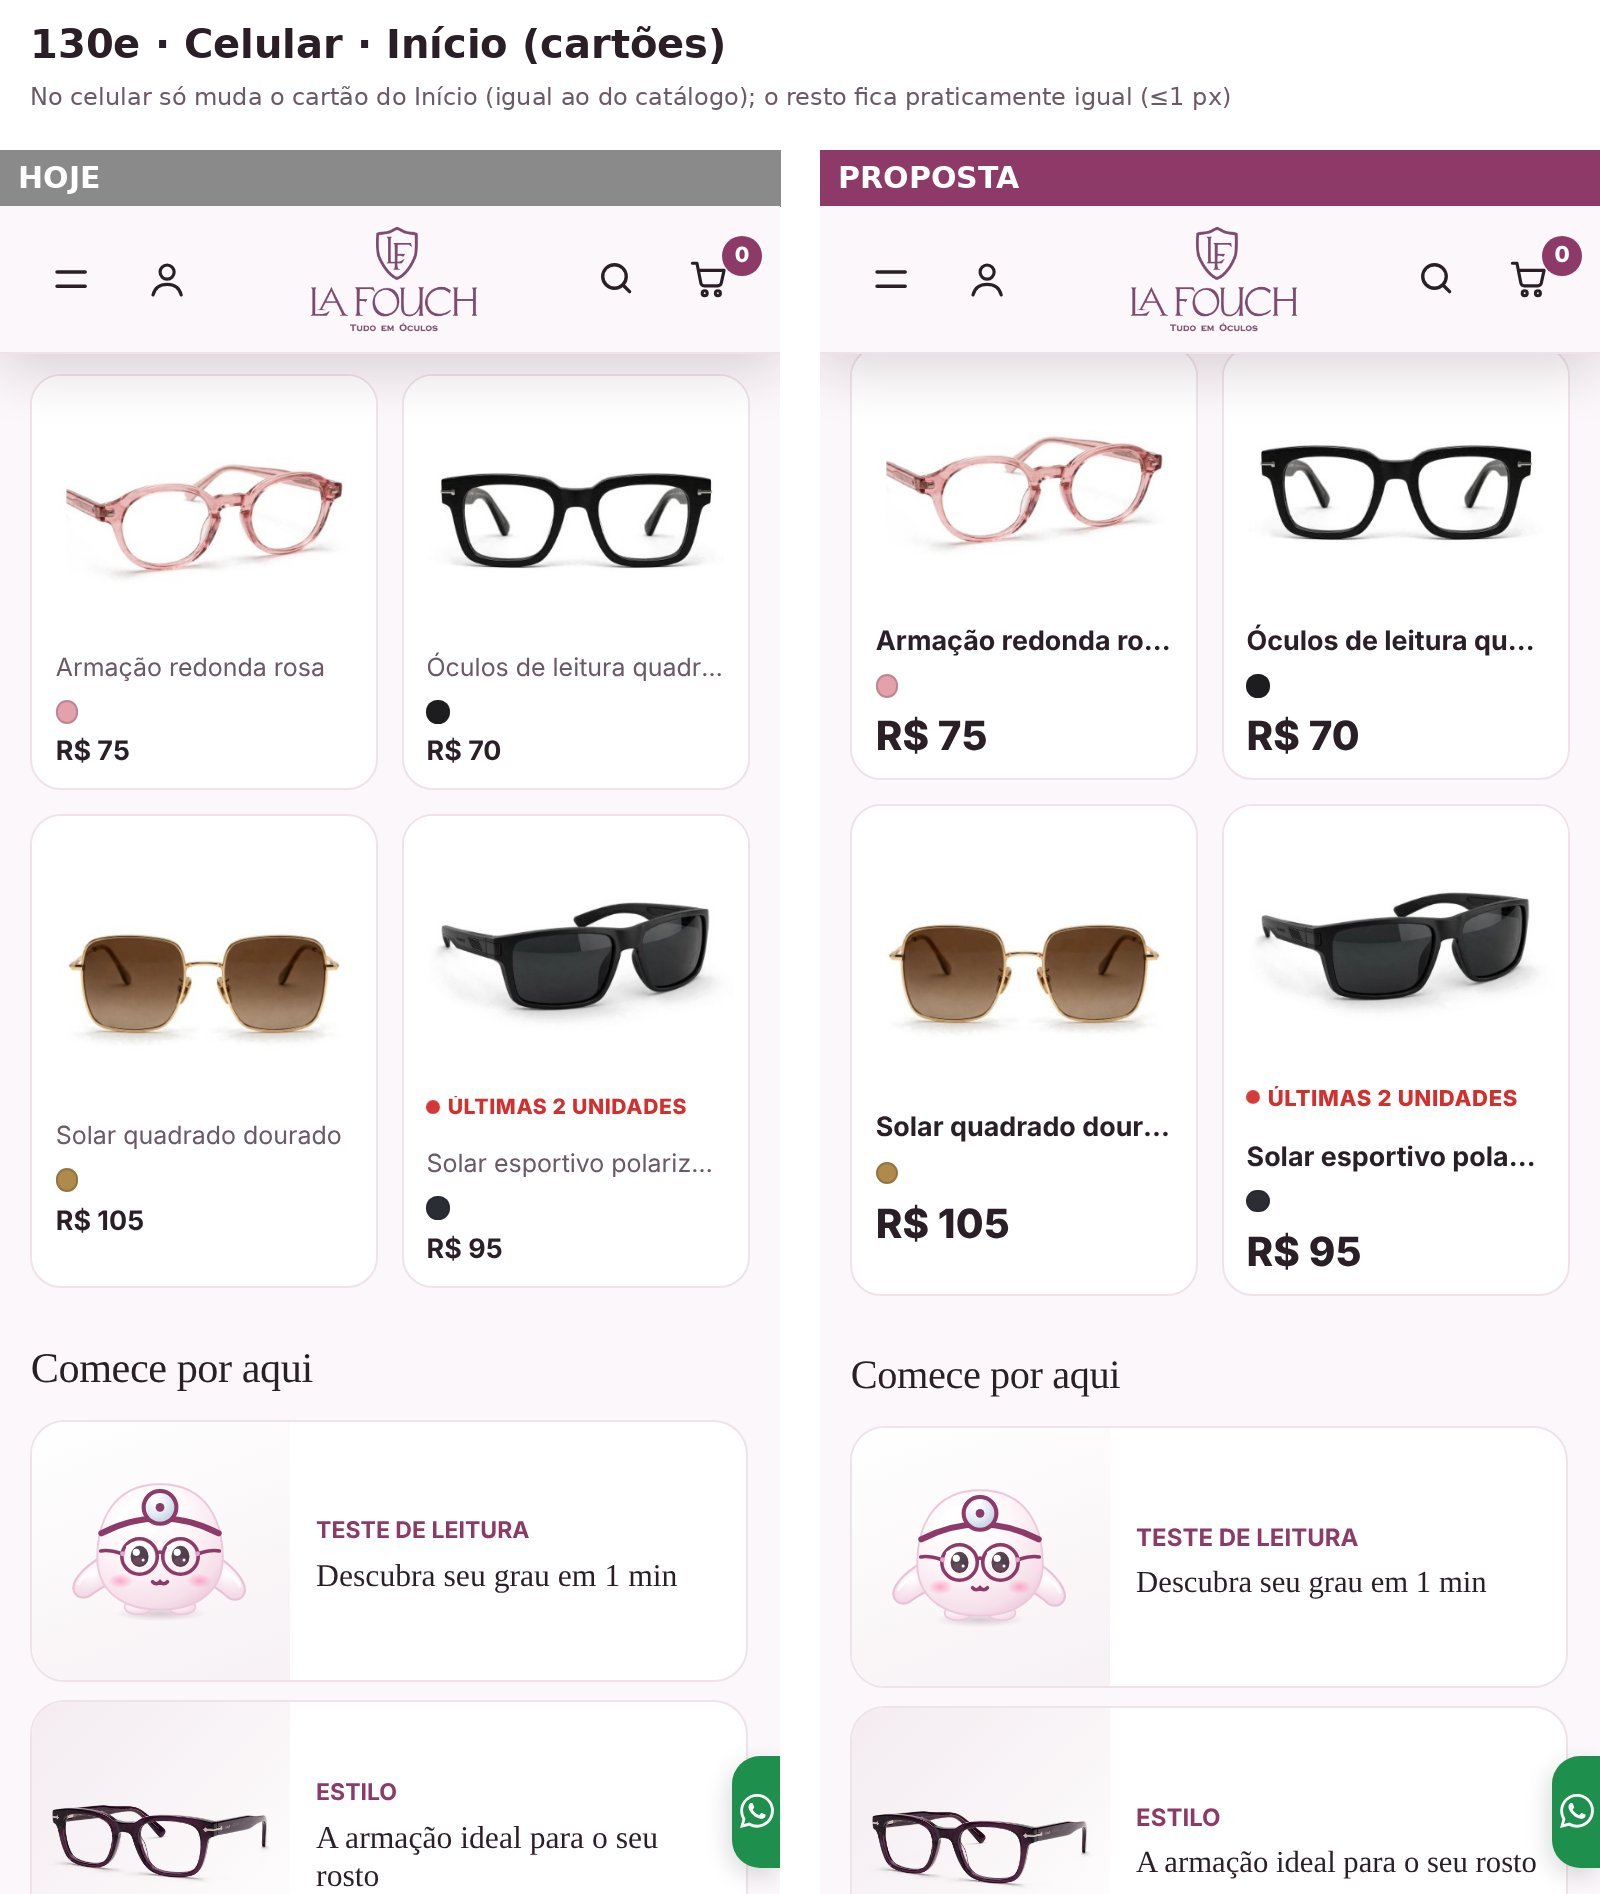 130e · Celular · Início (cartões)
No celular só muda o cartão do Início (igual ao do catálogo); o resto fica praticamente igual (≤1 px)
HOJE
LF
LA FOUCH
TUDO EM ÓCULOS
0
Armação redonda rosa
R$ 75
Óculos de leitura quadr...
R$ 70
Solar quadrado dourado
R$ 105
ÚLTIMAS 2 UNIDADES
Solar esportivo polariz...
R$ 95
Comece por aqui
TESTE DE LEITURA
Descubra seu grau em 1 min
ESTILO
A armação ideal para o seu
rosto
PROPOSTA
LF
LA FOUCH
TUDO EM ÓCULOS
0
Armação redonda ro...
R$ 75
Óculos de leitura qu...
R$ 70
Solar quadrado dour...
R$ 105
ÚLTIMAS 2 UNIDADES
Solar esportivo pola...
R$ 95
Comece por aqui
TESTE DE LEITURA
Descubra seu grau em 1 min
ESTILO
A armação ideal para o seu rosto